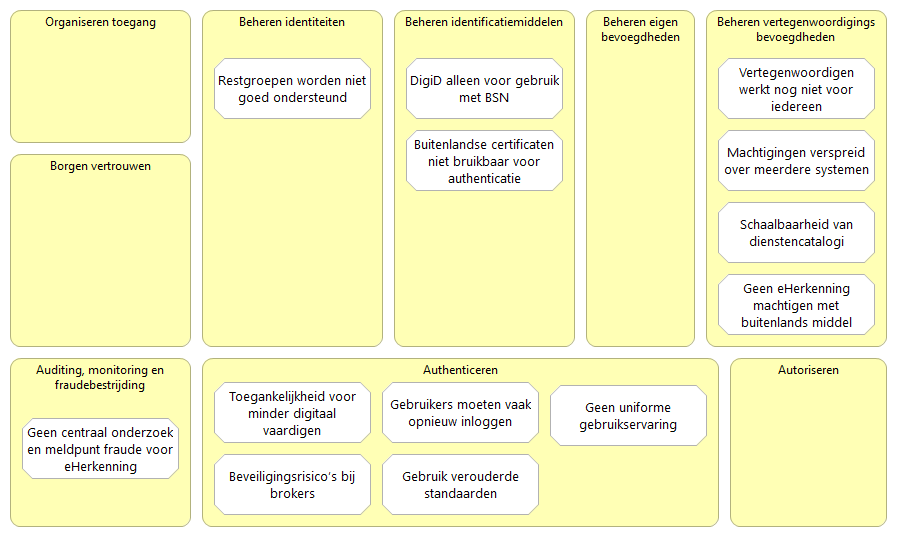 Organiseren toegang
Borgen vertrouwen
Beheren identiteiten
Restgroepen worden niet
goed ondersteund
Beheren identificatiemiddelen
DigiD alleen voor gebruik
met BSN
Buitenlandse certificaten
niet bruikbaar voor
authenticatie
Beheren eigen
bevoegdheden
Beheren vertegenwoordigings
bevoegdheden
Vertegenwoordigen
werkt nog niet voor
iedereen
Machtigingen verspreid
over meerdere systemen
Schaalbaarheid van
dienstencatalogi
Geen eHerkenning
machtigen met
buitenlands middel
Auditing, monitoring en
fraudebestrijding
Geen centraal onderzoek
en meldpunt fraude voor
eHerkenning
Authenticeren
Toegankelijkheid voor
minder digitaal
vaardigen
Gebruikers moeten vaak
opnieuw inloggen
Geen uniforme
gebruikservaring
Beveiligingsrisico's bij
brokers
Gebruik verouderde
standaarden
Autoriseren